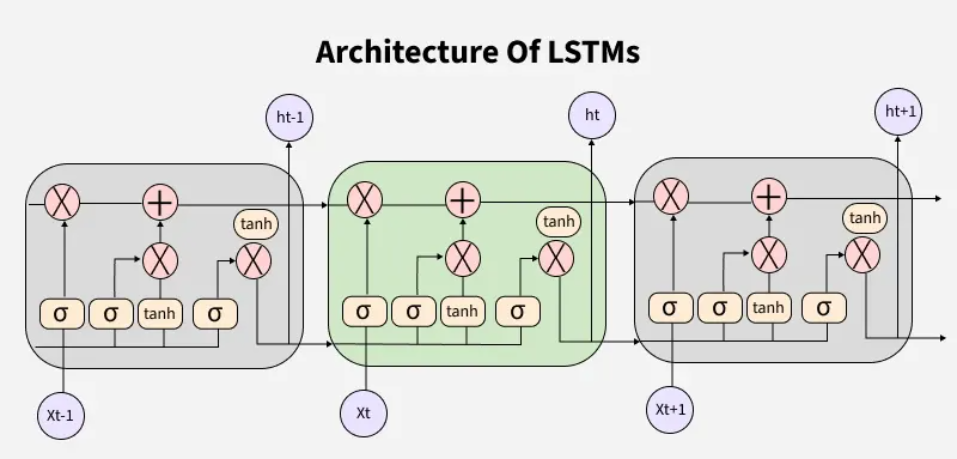 Architecture Of LSTMs
ht-1
ht
ht+1
X
+
X
+
X
+
tanh
tanh
tanh
X
X
X
X
X
X
σ
σ
tanh
σ
σ
σ
tanh
σ
σ
σ
tanh
σ
Xt-1
Xt
Xt+1